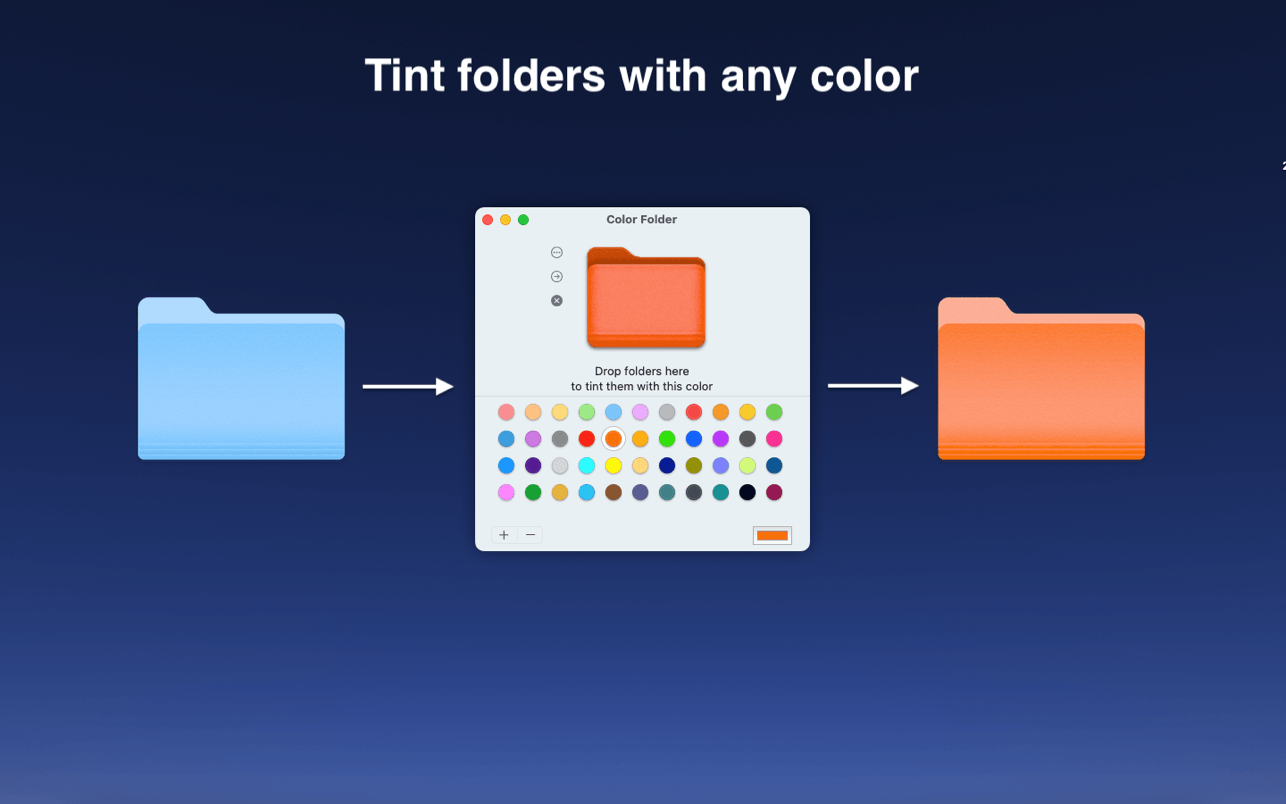 Tint folders with any color
Color Folder
Drop folders here
to tint them with this color